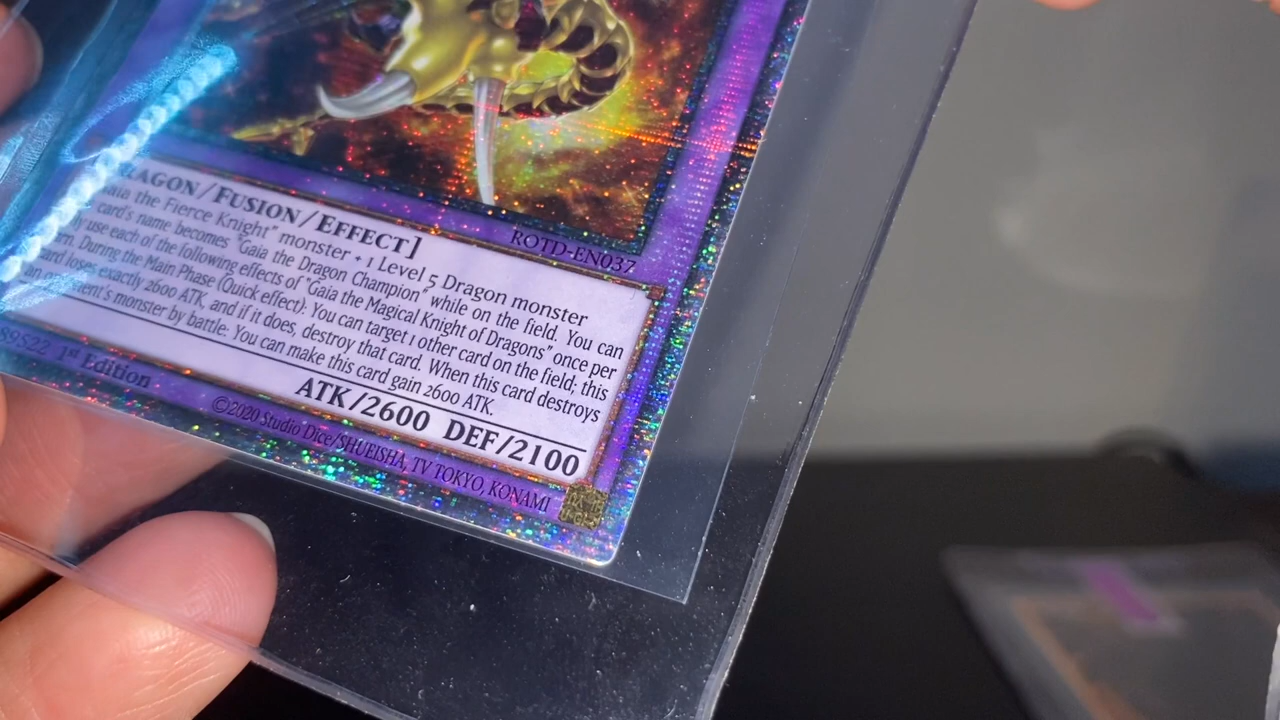 ROTD-EN037
RAGON/FUSION/EFFECT]
Gaia the Fierce Knight" monster + 1 Level 5 Dragon monster
card's name becomes "Gaia the Dragon Champion" while on the field. You can
use each of the following effects of "Gaia the Magical Knight of Dragons" once per
During the Main Phase (Quick effect): You can target 1 other card on the field; this
card loses exactly 2600 ATK, and if it does, destroy that card. When this card destroys
an opponent's monster by battle: You can make this card gain 2600 ATK.
ATK/2600 DEF/2100
89522 1st Edition
©2020 Studio Dice/SHUEISHA, TV TOKYO, KONAMI